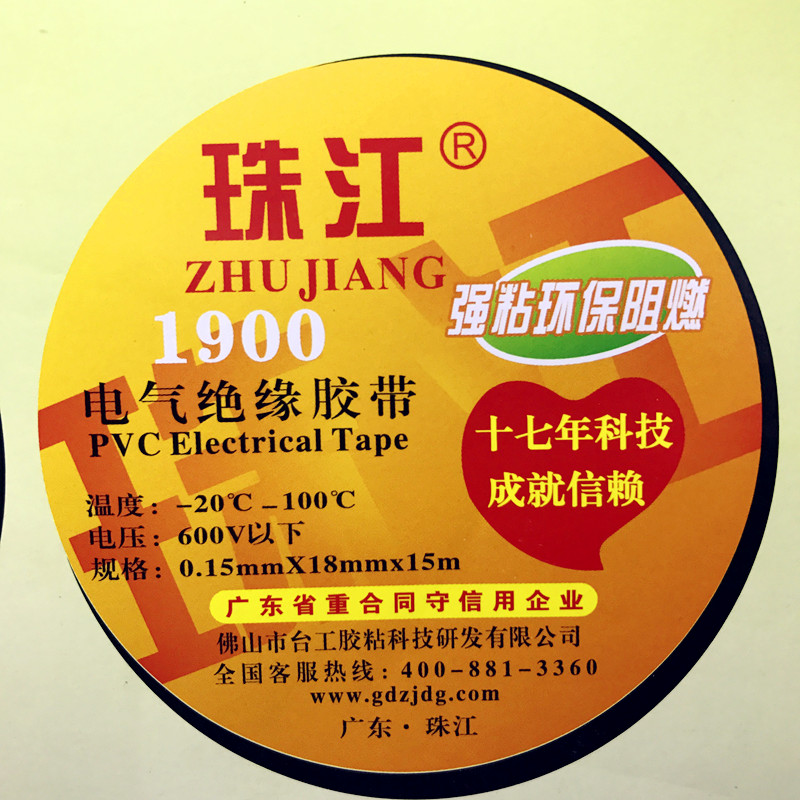 珠江®
ZHU JIANG
1900
强粘环保阻燃
电气绝缘胶带
PVC Electrical Tape
十七年科技
成就信赖
温度：-20℃ -100℃
电压：600V以下
规格：0.15mmX18mmx15m
广东省重合同守信用企业
佛山市台工胶粘科技研发有限公司
全国客服热线：400-881-3360
www.gdzjdg.com
广东·珠江